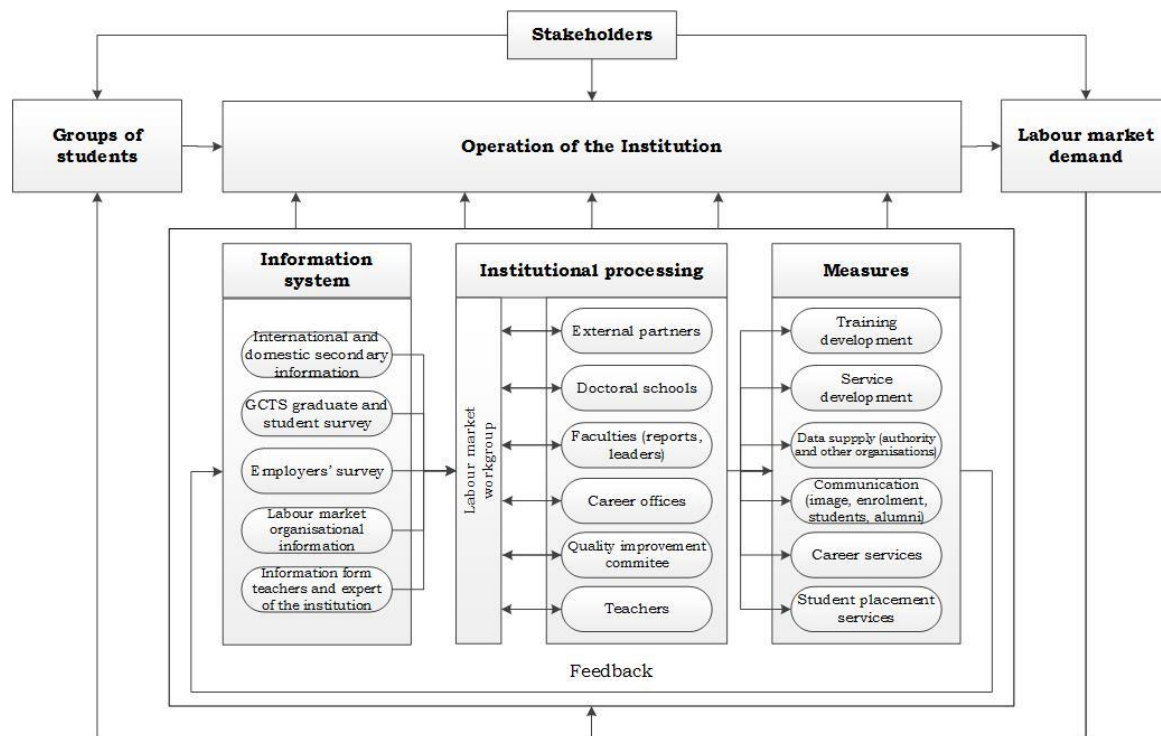 Stakeholders
Groups of
students
Operation of the Institution
Labour market
demand
Information
system
International and
domestic secondary
information
GCTS graduate and
student survey
Employers' survey
Labour market
organisational
information
Information form
teachers and expert
of the institution
Institutional processing
Labour market
workgroup
External partners
Doctoral schools
Faculties (reports,
leaders)
Career offices
Quality improvement
commitee
Teachers
Measures
Training
development
Service
development
Data suppply (authority
and other organisations)
Communication
(image, enrolment,
students, alumni)
Career services
Student placement
services
Feedback